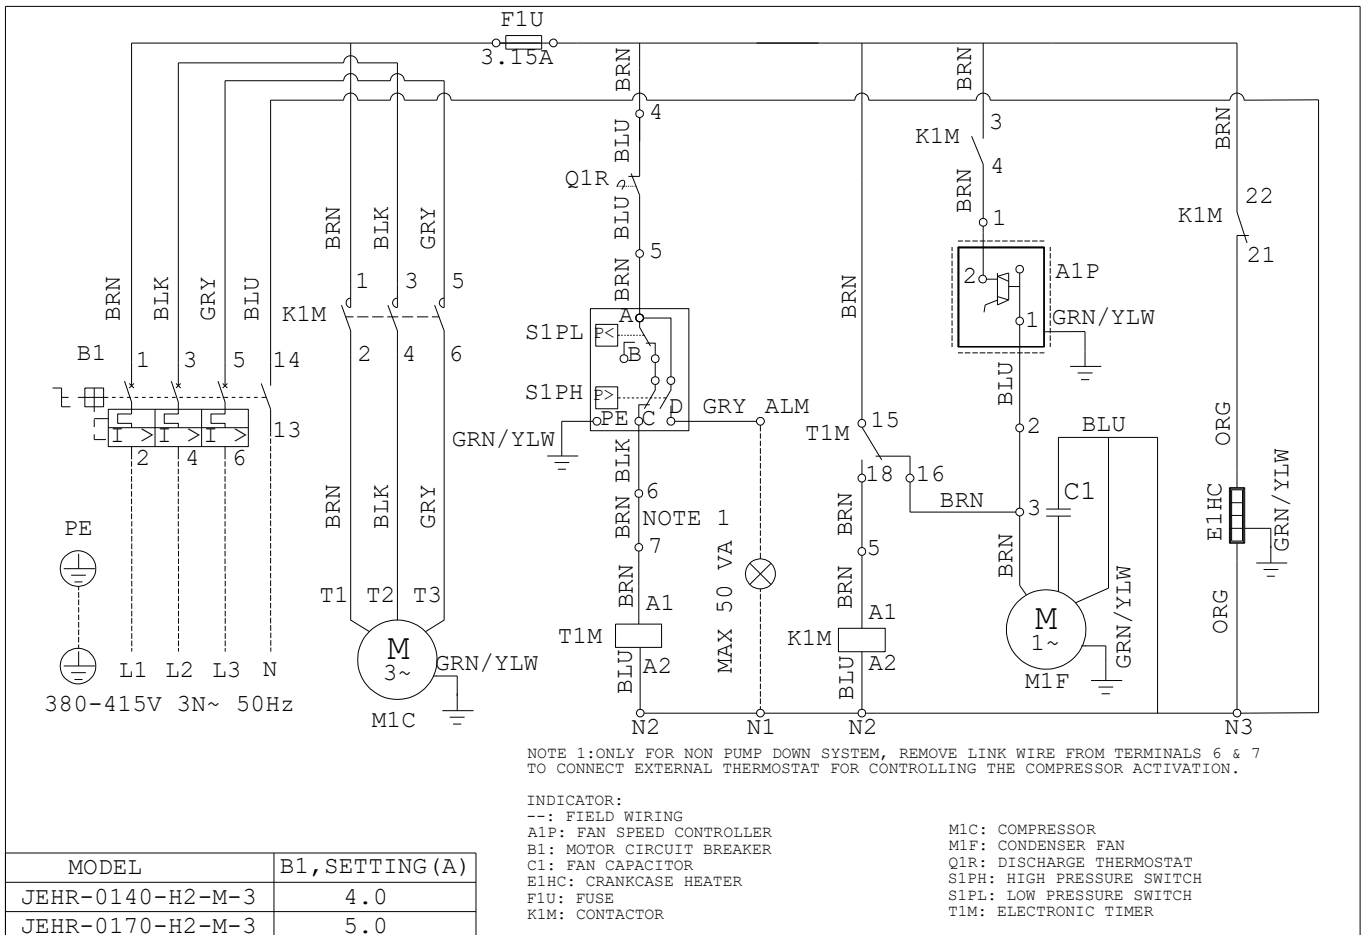 F1U
3.15A
BRN
BRN
4
BLU
K1M
3
4
BRN
Q1R
BLU
BRN
1
22
K1M
21
BRN
BLK
GRY
5
BRN
BRN
BLK
GRY
BLU
1
3
5
K1M
2
4
6
BRN
2
A1P
1
GRN/YLW
A
S1PL
P<
B
S1PH
P>
PE
C
D
GRY
ALM
GRN/YLW
B1
1
3
5
14
13
I >
I >
I >
2
4
6
BLU
15
T1M
18
16
2
BLU
ORG
BLK
6
BRN
NOTE 1
7
BRN
3
C1
E1HC
GRN/YLW
BRN
BLK
GRY
PE
BRN
5
BRN
MAX 50 VA
BRN
A1
T1M
A2
BLU
A1
K1M
A2
BLU
BRN
M
1~
M1F
GRN/YLW
ORG
T1
T2
T3
M
3~
M1C
GRN/YLW
L1
L2
L3
N
380-415V 3N~ 50Hz
N2
N1
N2
N3
NOTE 1:ONLY FOR NON PUMP DOWN SYSTEM, REMOVE LINK WIRE FROM TERMINALS 6 & 7
TO CONNECT EXTERNAL THERMOSTAT FOR CONTROLLING THE COMPRESSOR ACTIVATION.
INDICATOR:
--: FIELD WIRING
A1P: FAN SPEED CONTROLLER
B1: MOTOR CIRCUIT BREAKER
C1: FAN CAPACITOR
E1HC: CRANKCASE HEATER
F1U: FUSE
K1M: CONTACTOR
M1C: COMPRESSOR
M1F: CONDENSER FAN
Q1R: DISCHARGE THERMOSTAT
S1PH: HIGH PRESSURE SWITCH
S1PL: LOW PRESSURE SWITCH
T1M: ELECTRONIC TIMER
MODEL
B1,SETTING(A)
JEHR-0140-H2-M-3
4.0
JEHR-0170-H2-M-3
5.0